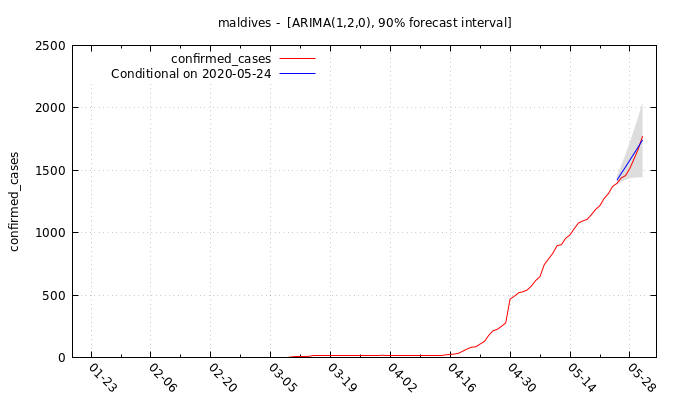 maldives - [ARIMA(1,2,0), 90% forecast interval]
confirmed_cases
Conditional on 2020-05-24
confirmed_cases
2500
2000
1500
1000
500
0
01-23 02-06 02-20 03-05 03-19 04-02 04-16 04-30 05-14 05-28